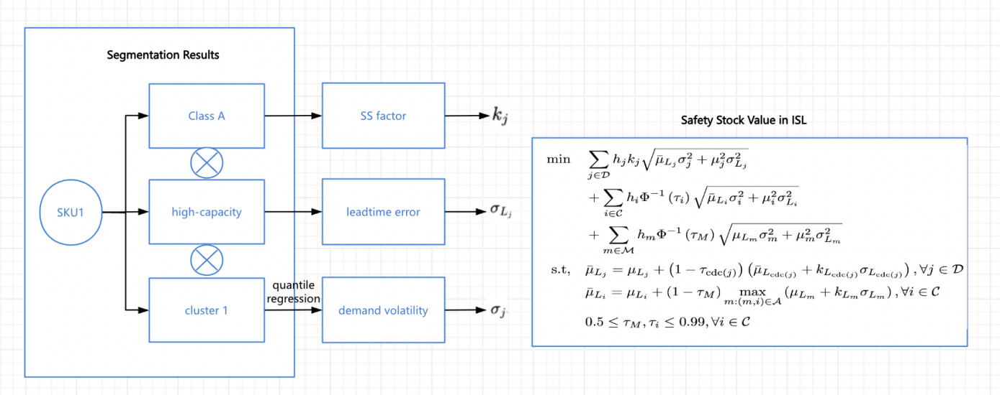 Segmentation Results
SKU1
Class A
SS factor
k_j
high-capacity
leadtime error
σ_{L_j}
cluster 1
quantile
regression
demand volatility
σ_j
Safety Stock Value in ISL
min ∑_{j∈𝒟} h_j k_j √(μ̄_{L_j} σ_j^2 + μ_j^2 σ_{L_j}^2)
+ ∑_{i∈𝒞} h_i Φ^{−1} (τ_i) √(μ̄_{L_i} σ_i^2 + μ_i^2 σ_{L_i}^2)
+ ∑_{m∈ℳ} h_m Φ^{−1} (τ_M) √(μ_{L_m} σ_m^2 + μ_m^2 σ_{L_m}^2)
s.t, μ̄_{L_j} = μ_{L_j} + (1 − τ_{cdc(j)}) (μ̄_{L_{cdc(j)}} + k_{L_{cdc(j)}} σ_{L_{cdc(j)}}) , ∀j ∈ 𝒟
μ̄_{L_i} = μ_{L_i} + (1 − τ_M) max_{m:(m,i)∈𝒜} (μ_{L_m} + k_{L_m} σ_{L_m}) , ∀i ∈ 𝒞
0.5 ≤ τ_M, τ_i ≤ 0.99, ∀i ∈ 𝒞